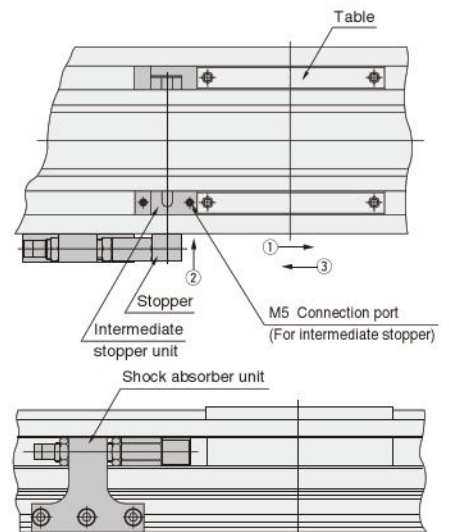 Table
①
③
②
Stopper
M5 Connection port
(For intermediate stopper)
Intermediate
stopper unit
Shock absorber unit